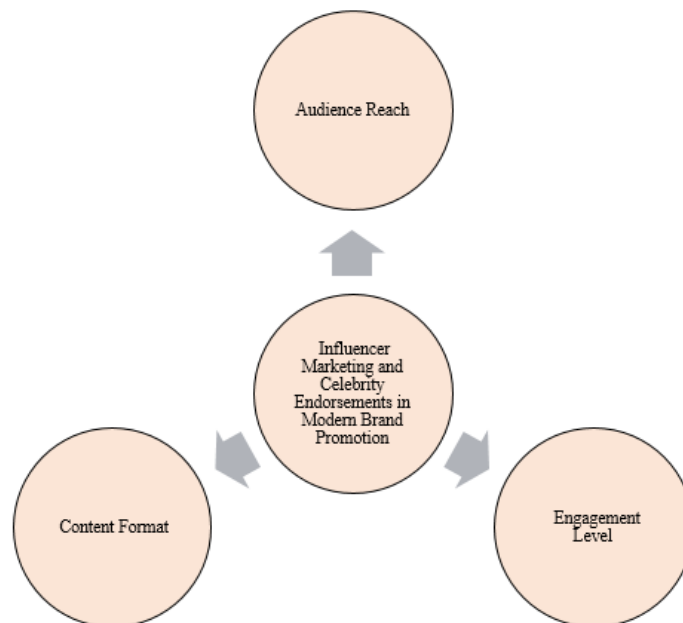 Audience Reach
Influencer
Marketing and
Celebrity
Endorsements in
Modern Brand
Promotion
Content Format
Engagement
Level